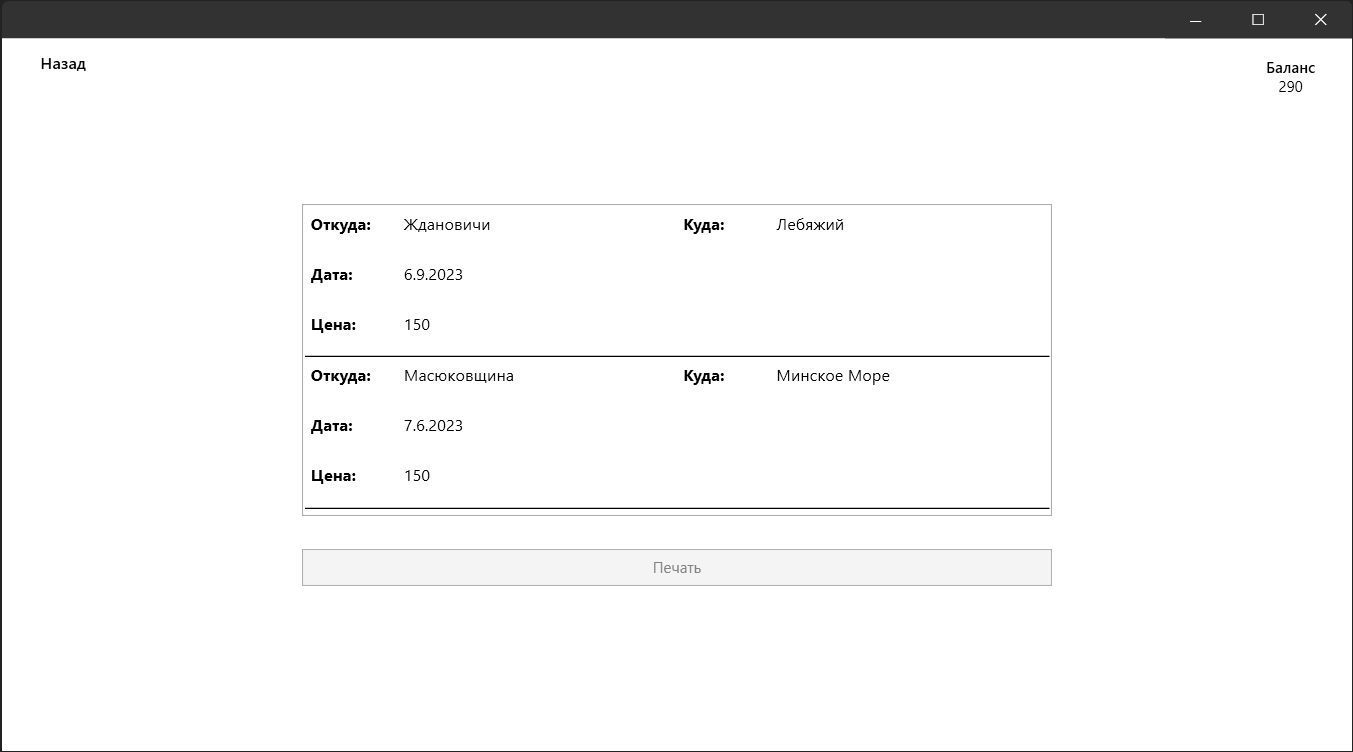 Назад
Баланс
290
Откуда: Ждановичи Куда: Лебяжий
Дата: 6.9.2023
Цена: 150
Откуда: Масюковщина Куда: Минское Море
Дата: 7.6.2023
Цена: 150
Печать